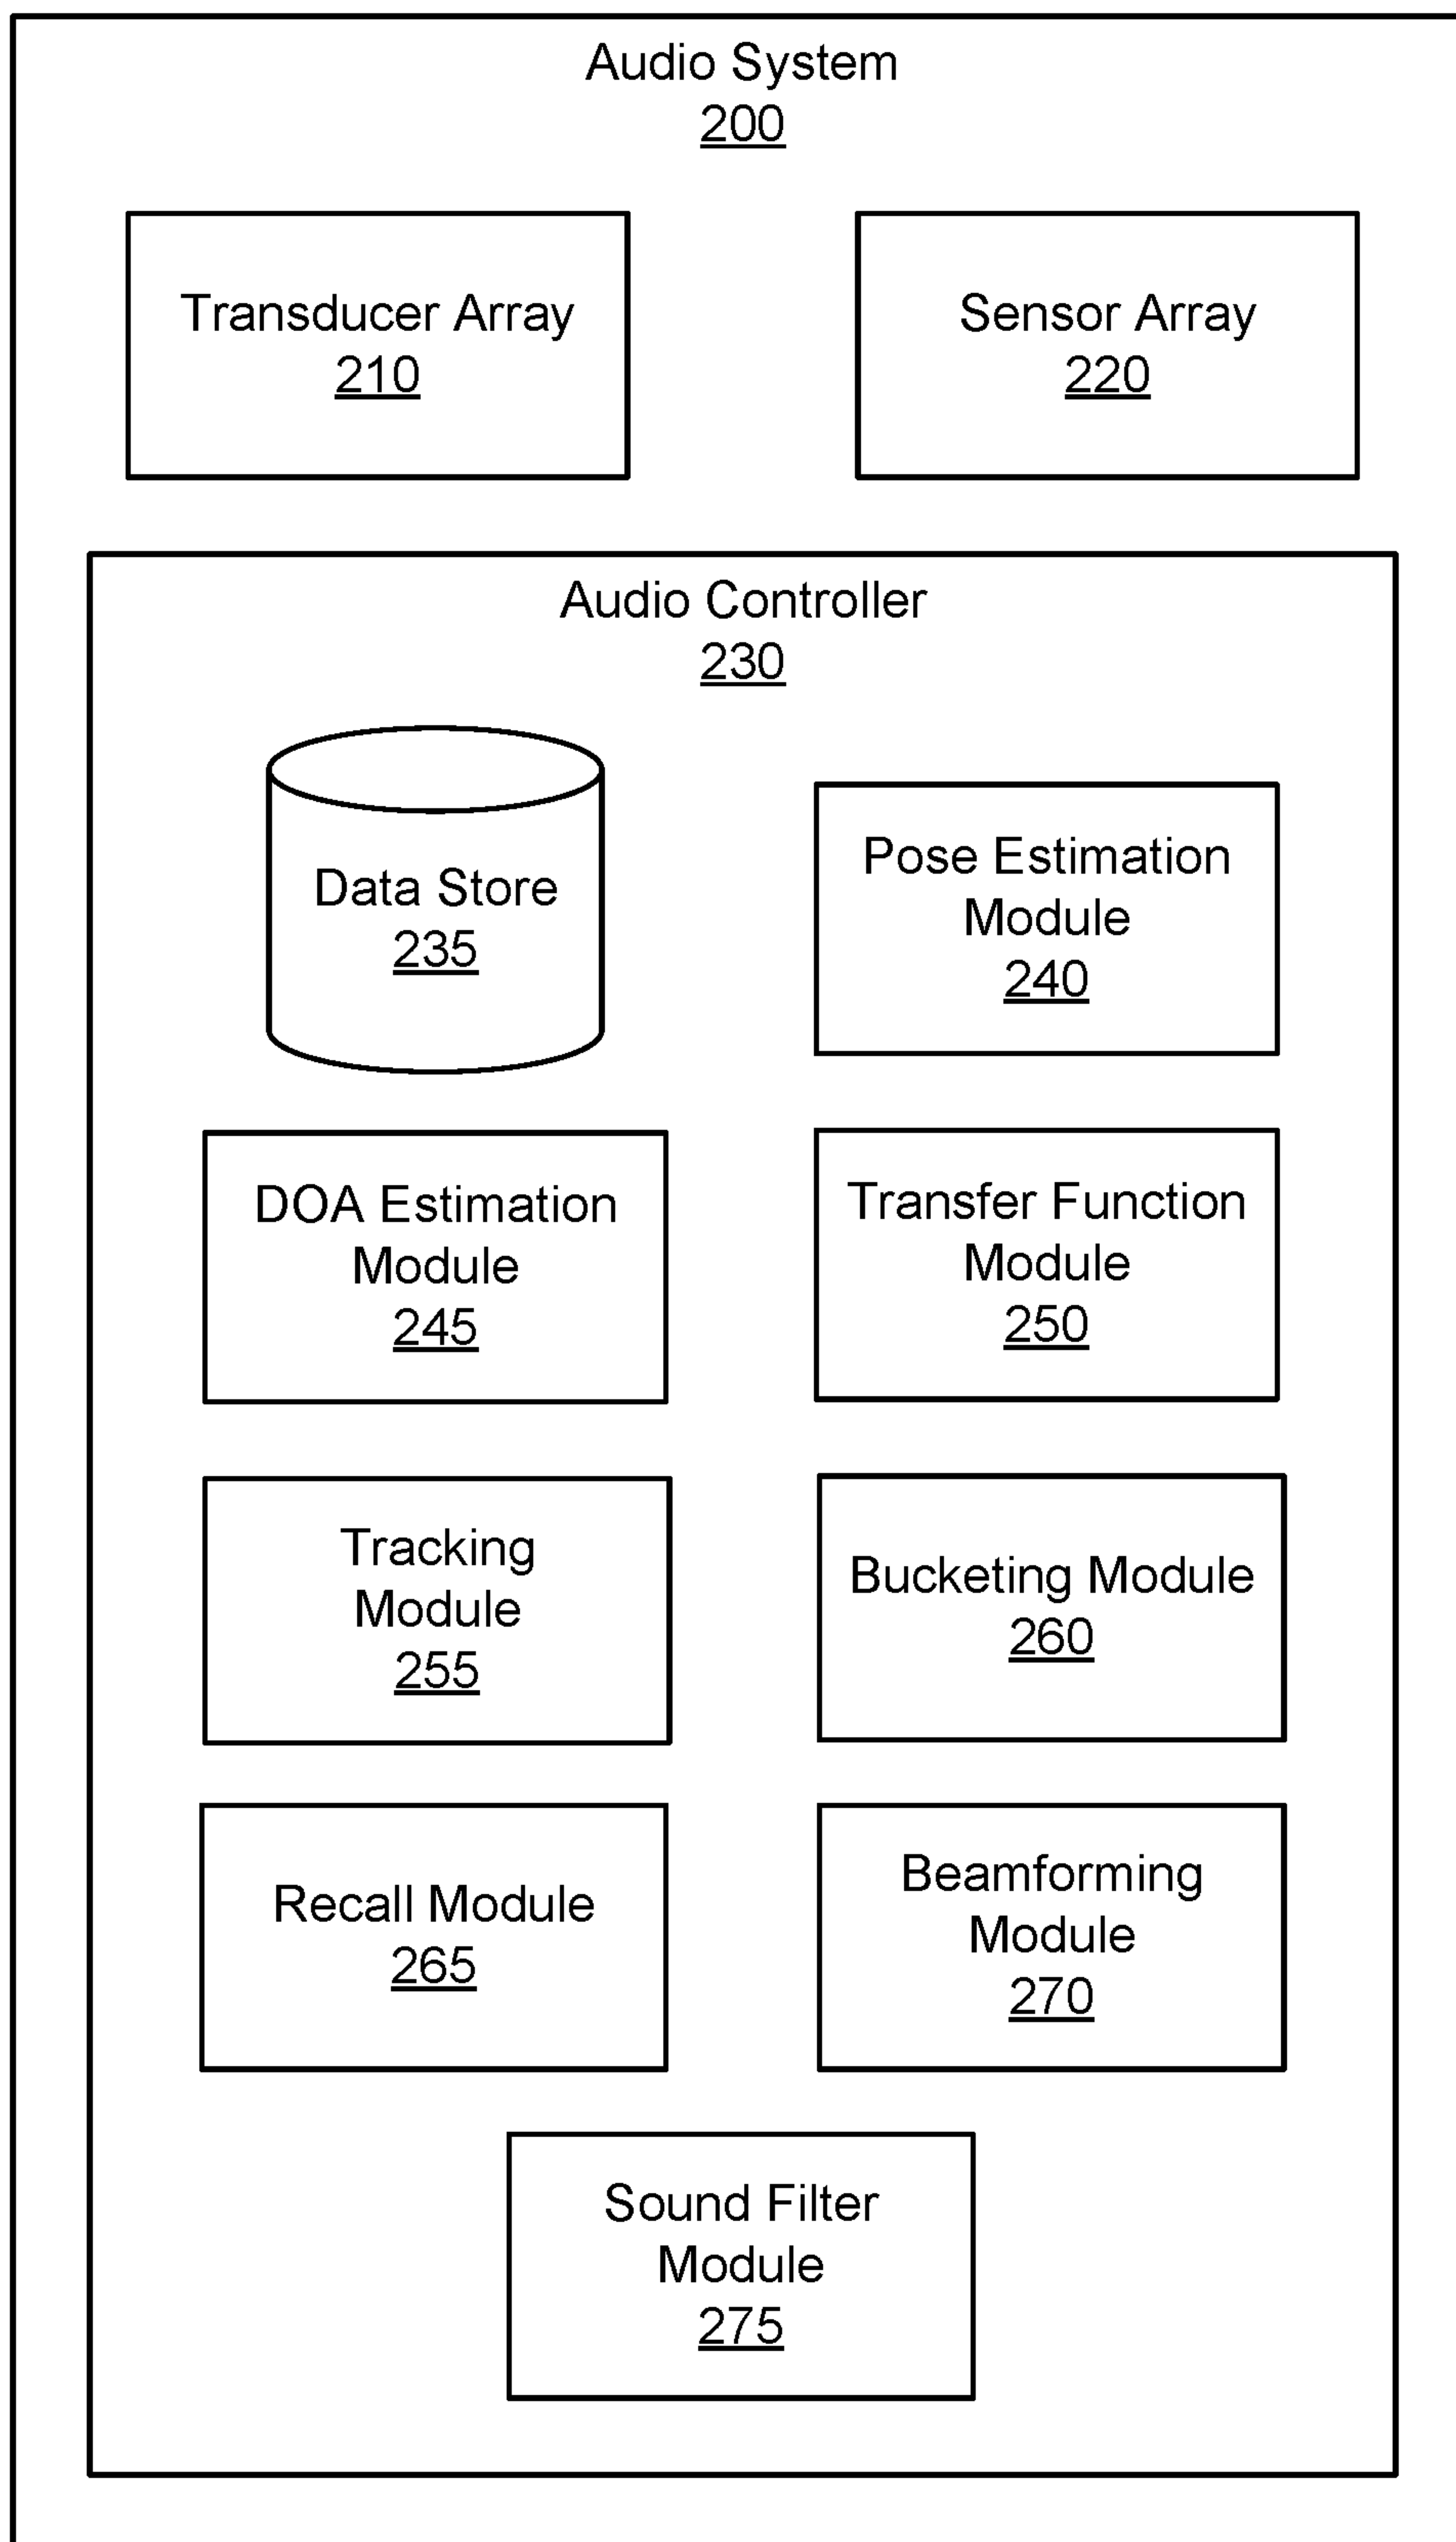 Audio System
200
Transducer Array
210
Sensor Array
220
Audio Controller
230
Data Store
235
Pose Estimation
Module
240
DOA Estimation
Module
245
Transfer Function
Module
250
Tracking
Module
255
Bucketing Module
260
Recall Module
265
Beamforming
Module
270
Sound Filter
Module
275